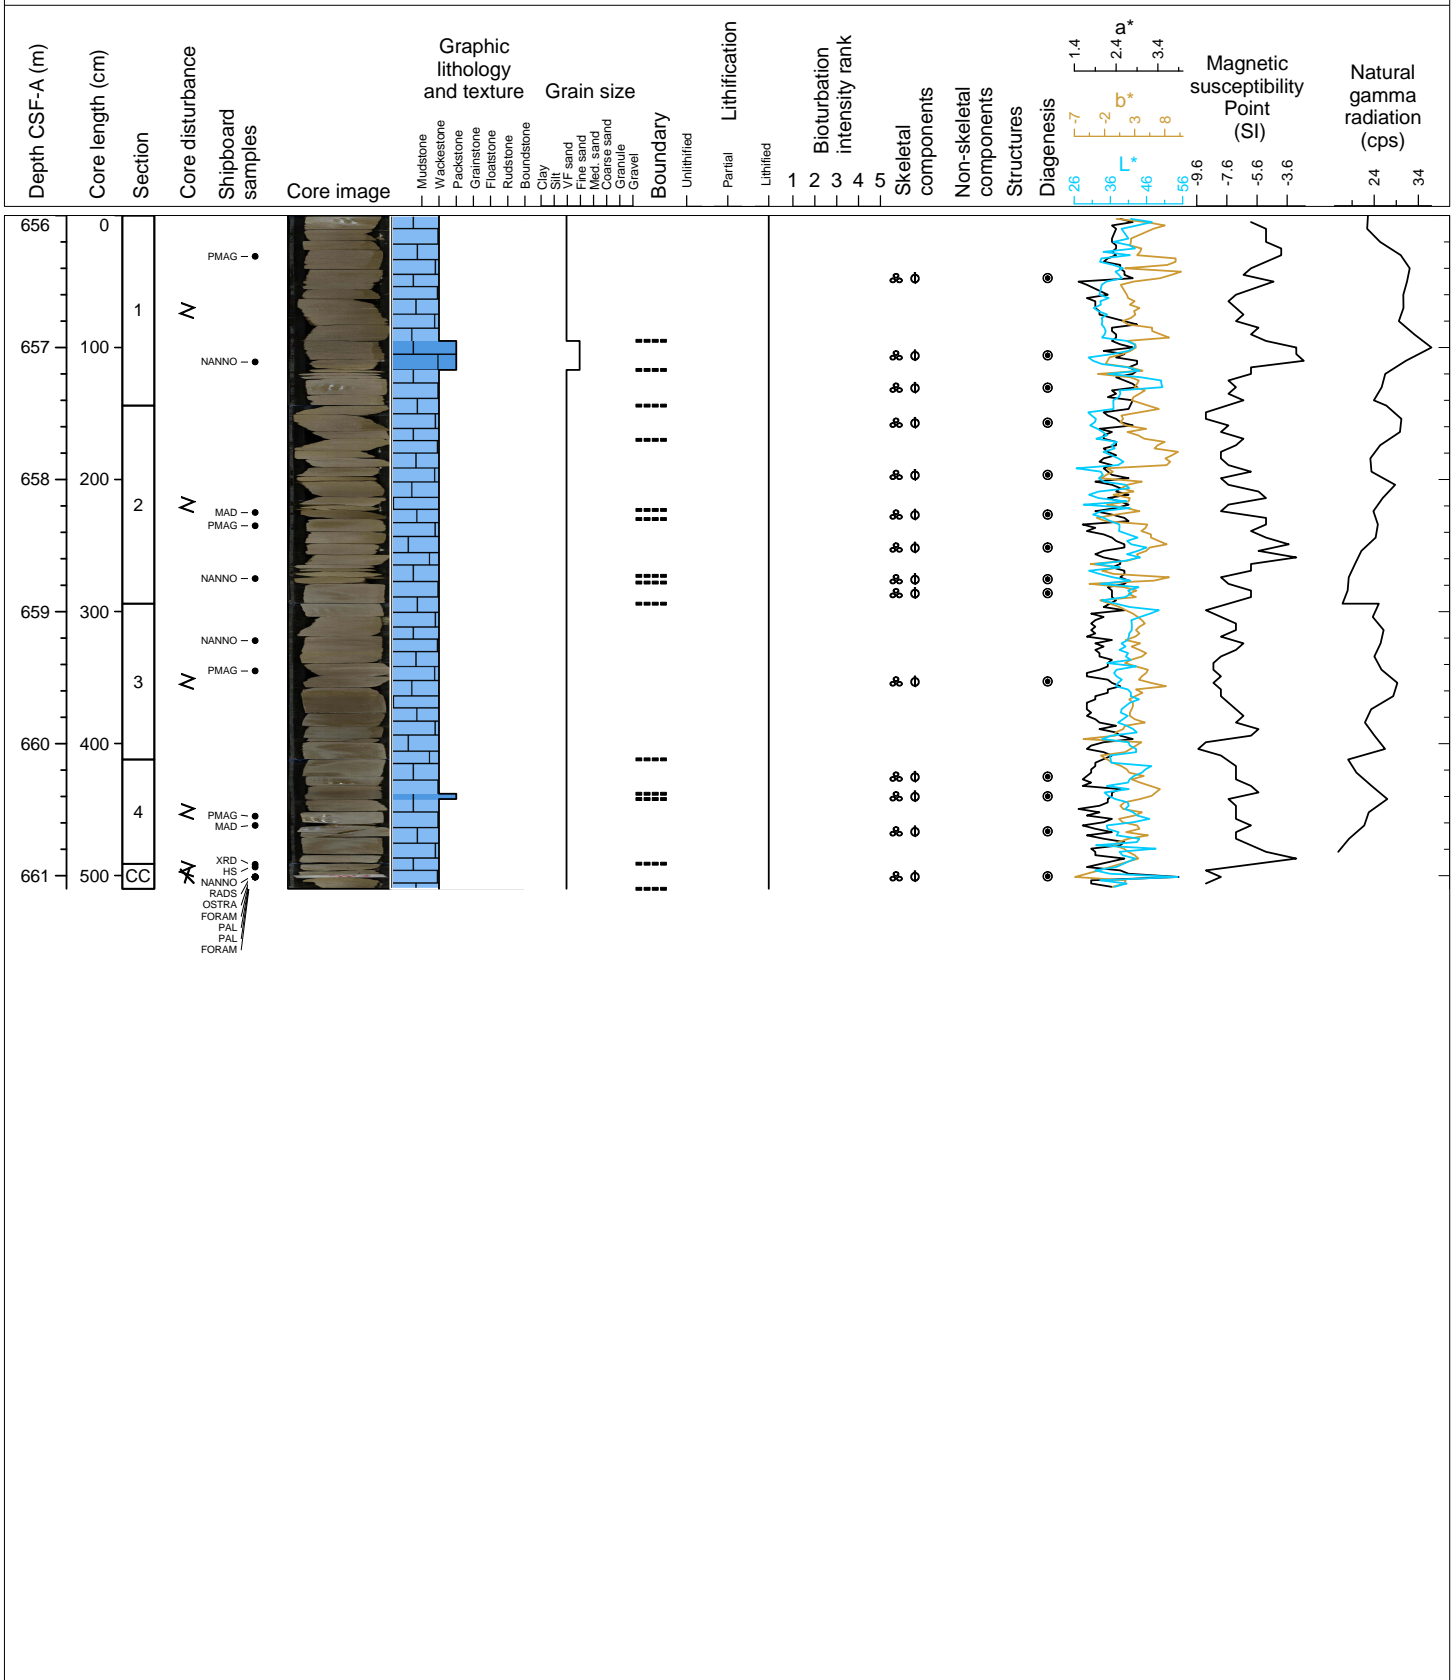 Depth CSF-A (m)
Core length (cm)
Section
Core disturbance
Shipboard
samples
Core image
Graphic
lithology
and texture
Mudstone
Wackestone
Packstone
Grainstone
Floatstone
Rudstone
Boundstone
Grain size
Clay
Silt
VF sand
Fine sand
Med. sand
Coarse sand
Granule
Gravel
Boundary
Lithification
Unlithified
Partial
Lithified
Bioturbation
intensity rank
1 2 3 4 5
Skeletal
components
Non-skeletal
components
Structures
Diagenesis
a*
1.4 2.4 3.4
b*
-7 -2 3 8
L*
26 36 46 56
Magnetic
susceptibility
Point
(SI)
-9.6 -7.6 -5.6 -3.6
Natural
gamma
radiation
(cps)
24 34
656
657
658
659
660
661
0
100
200
300
400
500
1
2
3
4
CC
PMAG
NANNO
MAD
PMAG
NANNO
NANNO
PMAG
PMAG
MAD
XRD
HS
NANNO
RADS
OSTRA
FORAM
PAL
PAL
FORAM